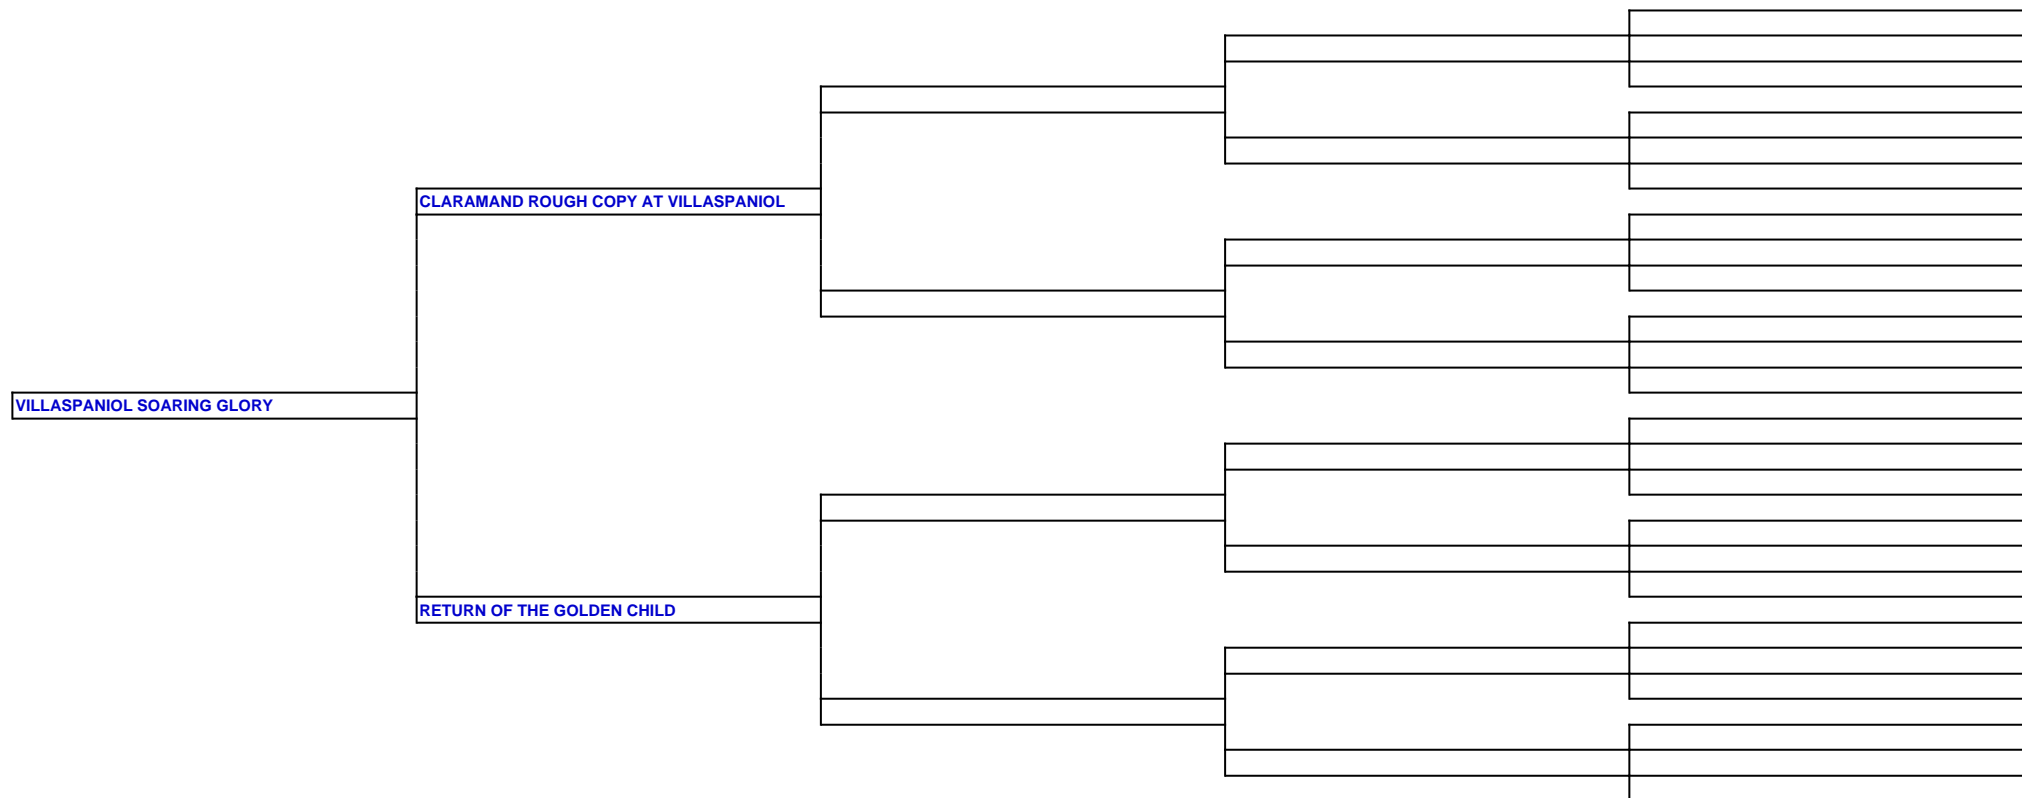 CLARAMAND ROUGH COPY AT VILLASPANIOL
VILLASPANIOL SOARING GLORY
RETURN OF THE GOLDEN CHILD